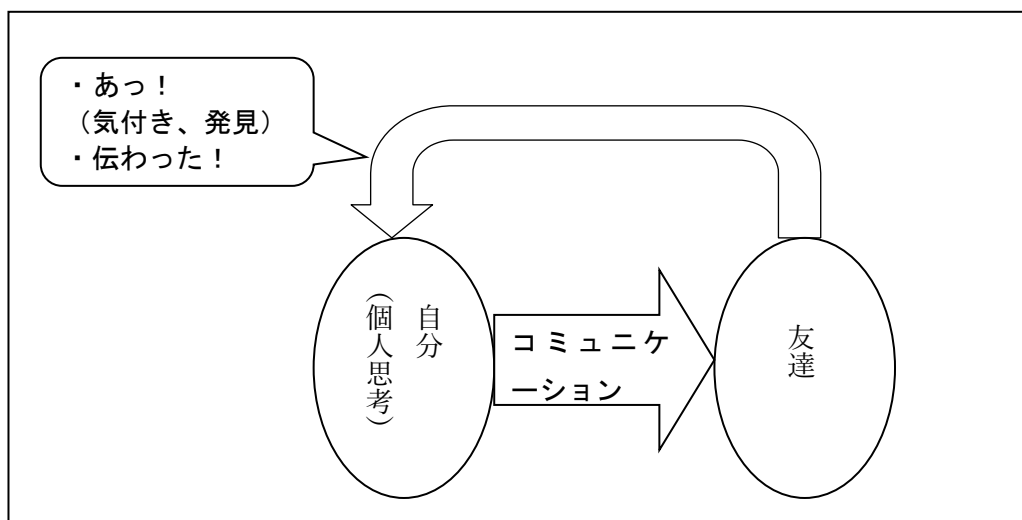 ・あっ！
（気付き、発見）
・伝わった！
自分
（個人思考）
コミュニケ
ーション
友達